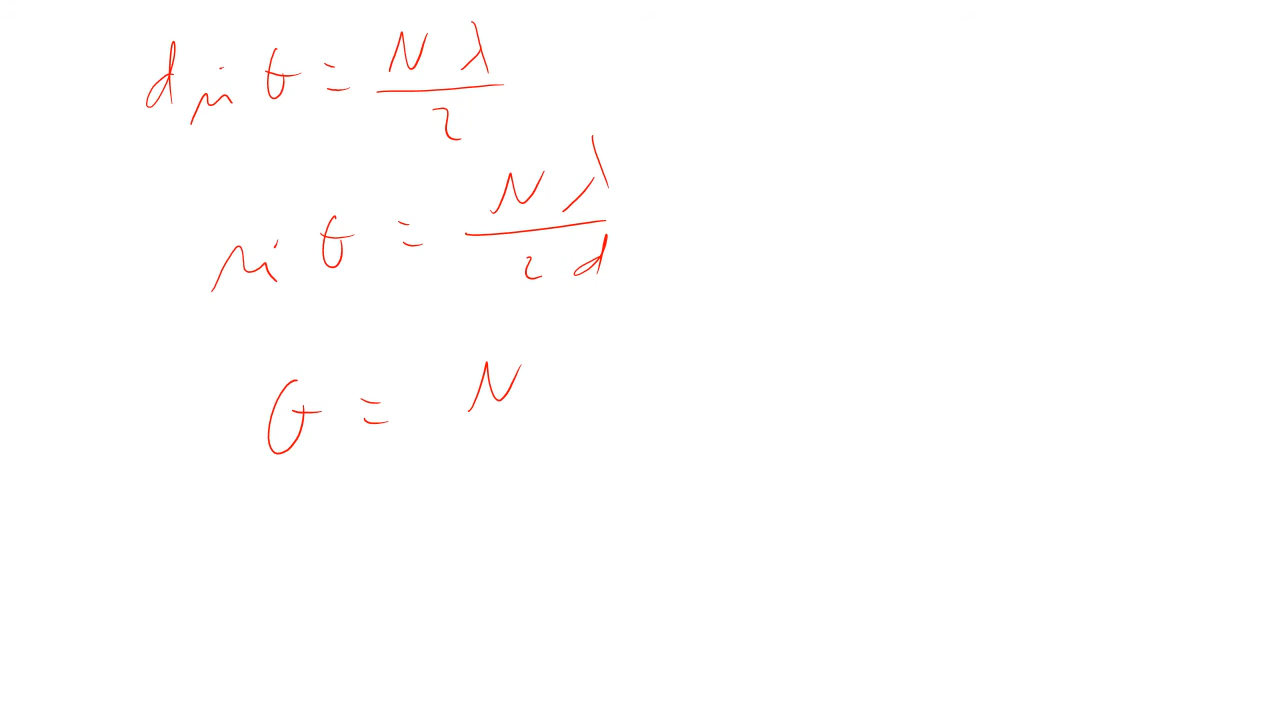 d sin θ = Nλ / 2
sin θ = Nλ / 2d
θ = N